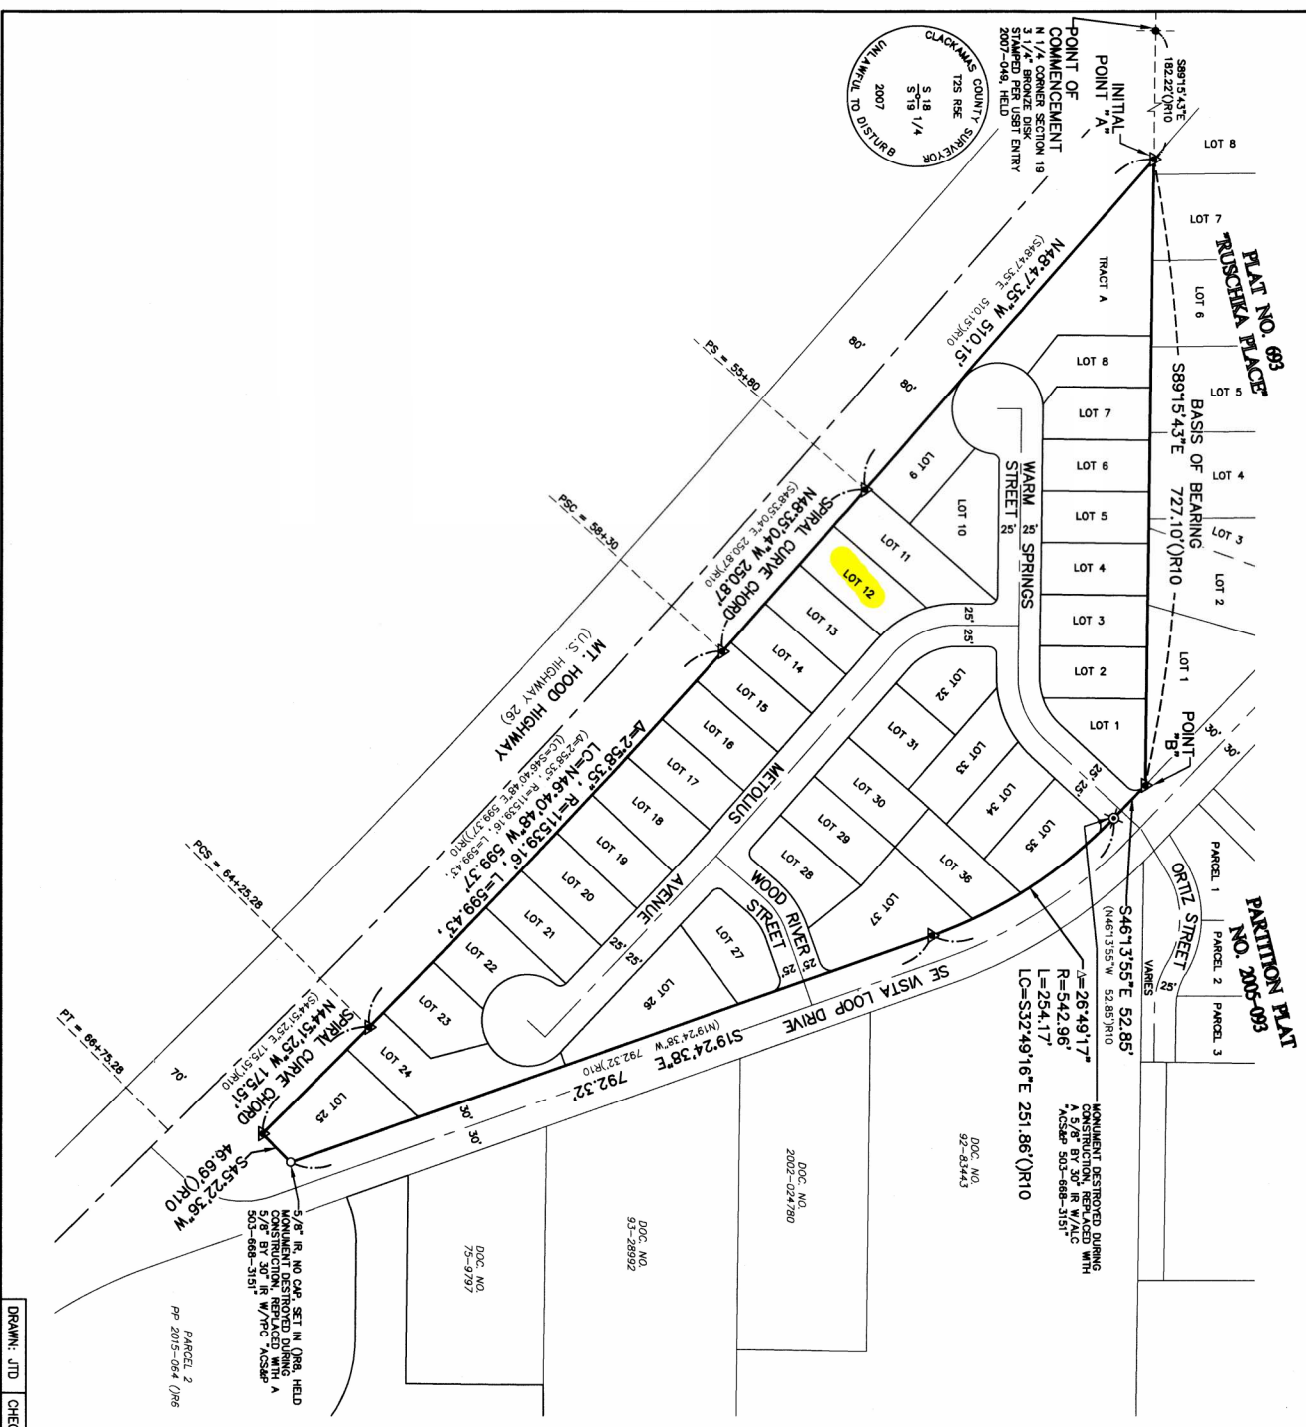 PLAT NO. 693
"RUSCHKA PLACE"
LOT 8
LOT 7
LOT 6
LOT 5
LOT 4
LOT 3
LOT 2
LOT 1
S89°15'43"E
182.22'()R10
INITIAL
POINT "A"
POINT OF
COMMENCEMENT
N 1/4 CORNER SECTION 19
3 1/4" BRONZE DISK
STAMPED PER USBT ENTRY
2007-049, HELD
CLACKAMAS COUNTY SURVEYOR
T2S R5E
S 18
S 19 1/4
2007
UNLAWFUL TO DISTURB
BASIS OF BEARING
S89°15'43"E 727.10'()R10
POINT
"B"
30' 30'
PARTITION PLAT
NO. 2005-093
PARCEL 1
PARCEL 2
PARCEL 3
ORTIZ STREET
VARIES
25'
TRACT A
LOT 8
LOT 7
LOT 6
LOT 5
LOT 4
LOT 3
LOT 2
LOT 1
WARM SPRINGS
STREET
25' 25'
25' 25'
25' 25'
N48°47'35"W 510.15'
(S48°47'35"E 510.15')R10
80'
80'
LOT 9
LOT 10
LOT 11
LOT 12
LOT 13
LOT 14
LOT 15
LOT 16
LOT 17
LOT 18
LOT 19
LOT 20
LOT 21
LOT 22
LOT 23
LOT 24
LOT 25
LOT 26
LOT 27
LOT 28
LOT 29
LOT 30
LOT 31
LOT 32
LOT 33
LOT 34
LOT 35
LOT 36
LOT 37
METOLIUS AVENUE
25' 25'
WOOD RIVER
STREET
25' 25'
PS = 55+80
PSC = 58+30
PCS = 64+25.28
PT = 66+75.28
SPIRAL CURVE CHORD
N48°35'04"W 250.87'
(S48°35'04"E 250.87')R10
MT. HOOD HIGHWAY
(U.S. HIGHWAY 26)
Δ=2°58'35", R=11539.16', L=599.43',
LC=N46°40'48"W 599.37'
(Δ=2°58'35", R=11539.16', L=599.43',
LC=S46°40'48"E 599.37')R10
SPIRAL CURVE CHORD
N44°51'25"W 175.51'
(S44°51'25"E 175.51')R10
70'
S45°22'36"W
46.69'()R10
S46°13'55"E 52.85'
(N46°13'55"W 52.85')R10
Δ=26°49'17"
R=542.96'
L=254.17'
LC=S32°49'16"E 251.86'()R10
MONUMENT DESTROYED DURING
CONSTRUCTION, REPLACED WITH
A 5/8" BY 30" IR W/ALC
"ACS&P 503-668-3151"
SE VISTA LOOP DRIVE
S19°24'38"E 792.32'
(N19°24'38"W 792.32')R10
30' 30'
DOC. NO.
92-83443
DOC. NO.
2002-024780
DOC. NO.
93-28992
DOC. NO.
75-9797
5/8" IR, NO CAP, SET IN ()R8, HELD
MONUMENT DESTROYED DURING
CONSTRUCTION, REPLACED WITH A
5/8" BY 30" IR W/YPC "ACS&P
503-668-3151"
PARCEL 2
PP 2015-064 ()R6
DRAWN: JTD